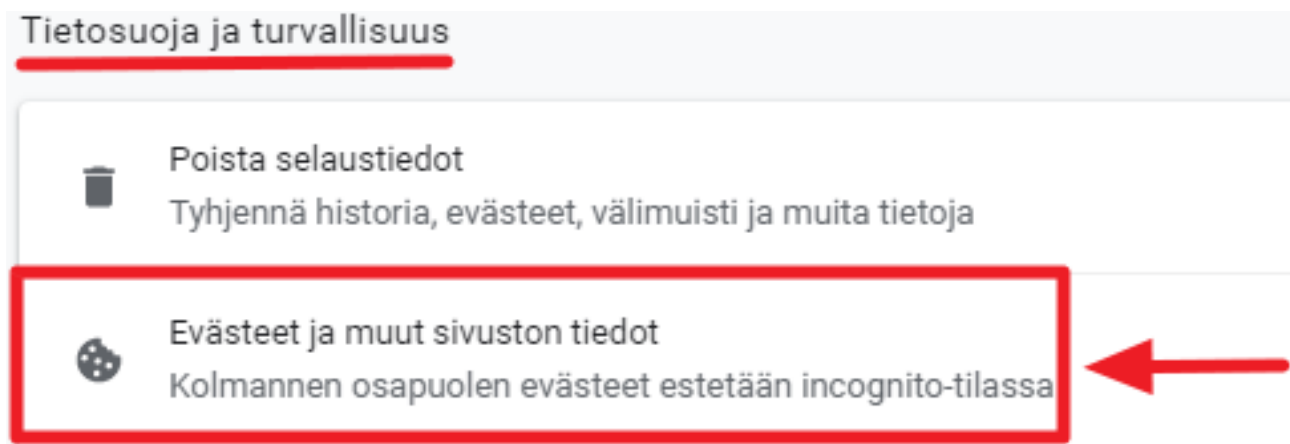 Tietosuoja ja turvallisuus
Poista selaustiedot
Tyhjennä historia, evästeet, välimuisti ja muita tietoja
Evästeet ja muut sivuston tiedot
Kolmannen osapuolen evästeet estetään incognito-tilassa